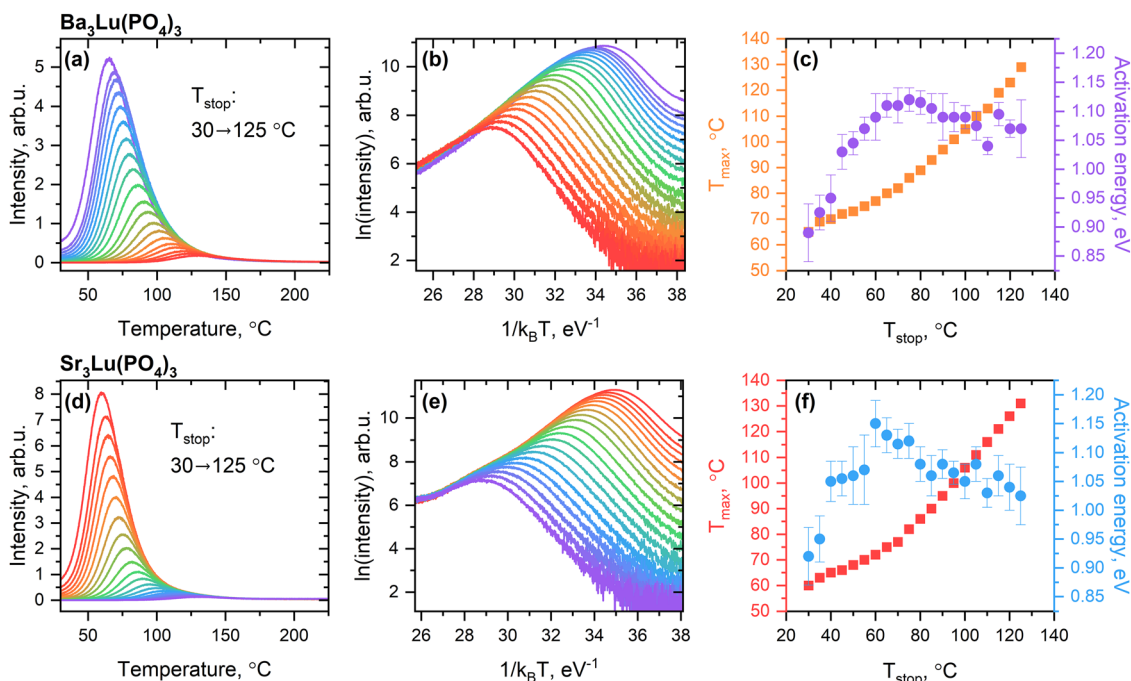 Ba3Lu(PO4)3
(a)
Tstop:
30→125 °C
Intensity, arb.u.
5
4
3
2
1
0
50 100 150 200
Temperature, °C
(b)
ln(intensity), arb.u.
10
8
6
4
2
26 28 30 32 34 36 38
1/kBT, eV-1
(c)
Tmax, °C
140
130
120
110
100
90
80
70
60
50
1.20
1.15
1.10
1.05
1.00
0.95
0.90
0.85
Activation energy, eV
20 40 60 80 100 120 140
Tstop, °C
Sr3Lu(PO4)3
(d)
Tstop:
30→125 °C
Intensity, arb.u.
8
7
6
5
4
3
2
1
0
50 100 150 200
Temperature, °C
(e)
ln(intensity), arb.u.
10
8
6
4
2
26 28 30 32 34 36 38
1/kBT, eV-1
(f)
Tmax, °C
140
130
120
110
100
90
80
70
60
50
1.20
1.15
1.10
1.05
1.00
0.95
0.90
0.85
Activation energy, eV
20 40 60 80 100 120 140
Tstop, °C